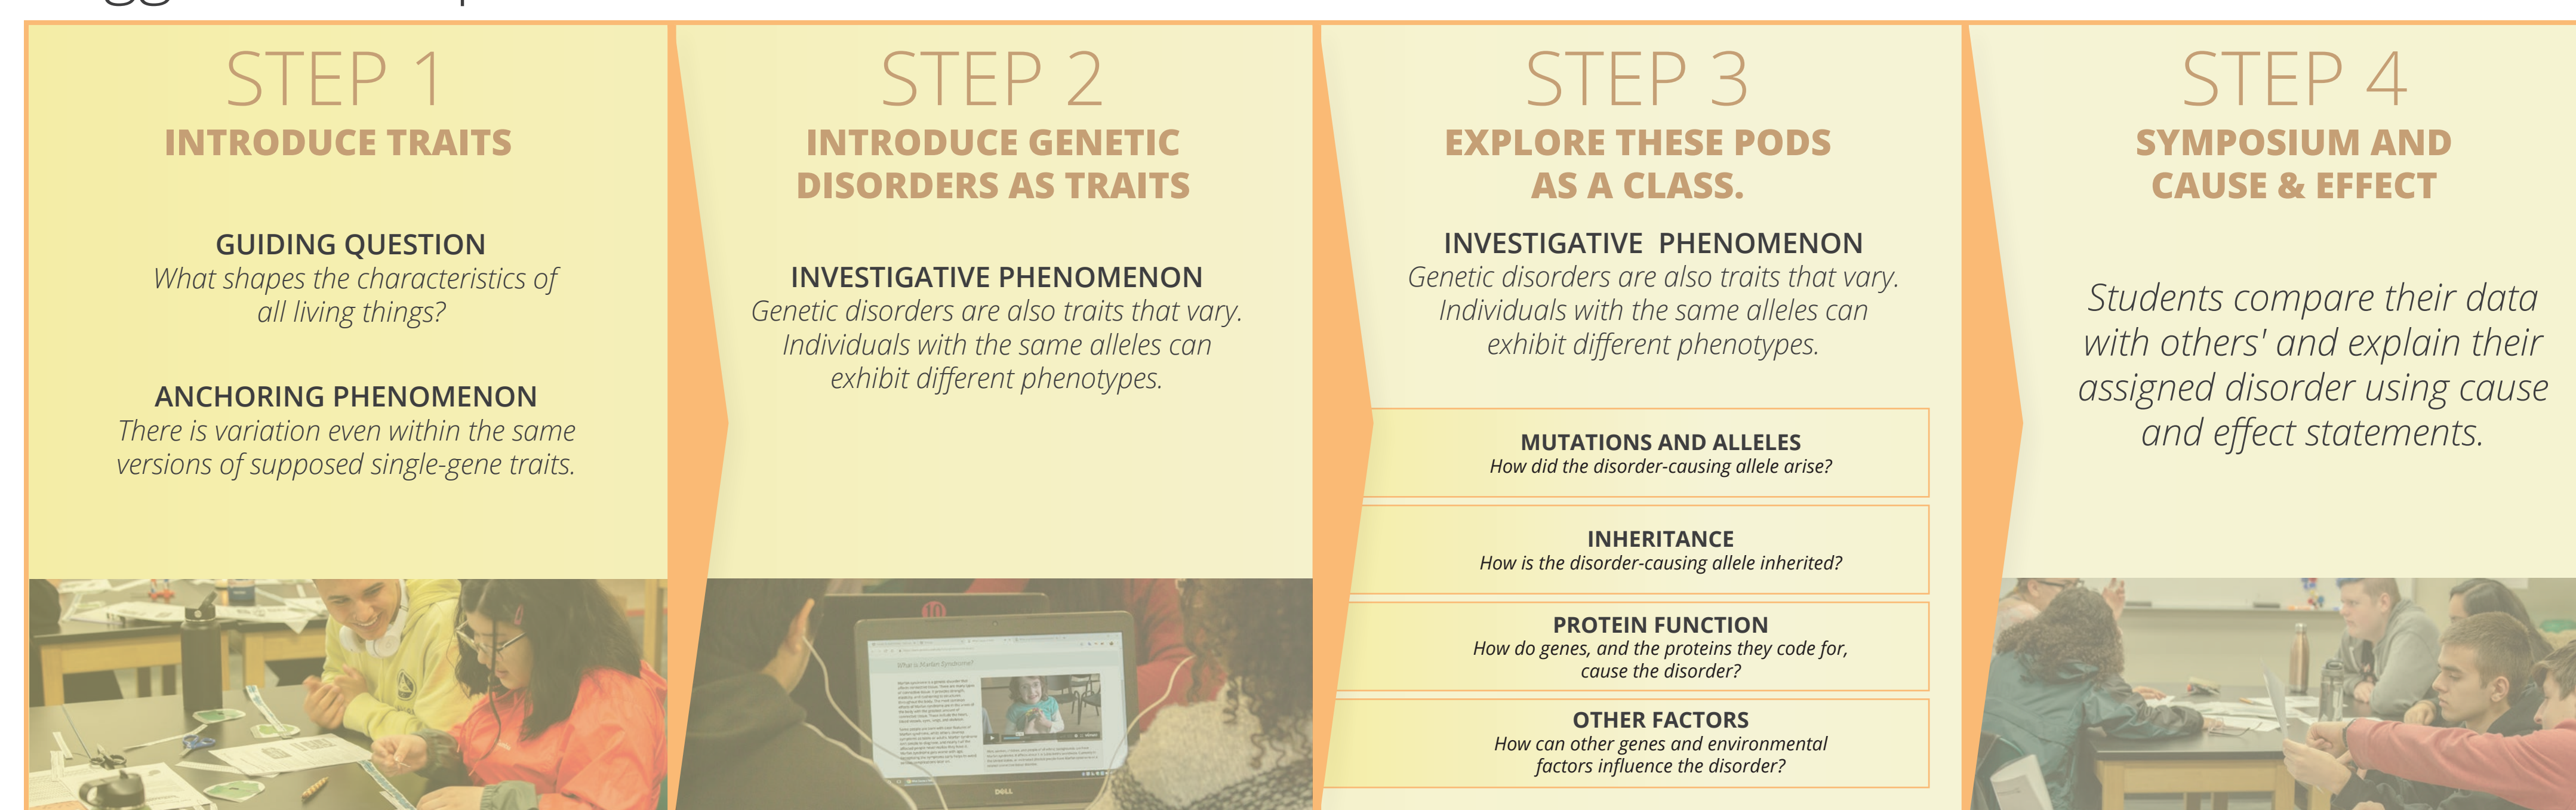 STEP 1
INTRODUCE TRAITS
GUIDING QUESTION
What shapes the characteristics of
all living things?
ANCHORING PHENOMENON
There is variation even within the same
versions of supposed single-gene traits.
STEP 2
INTRODUCE GENETIC
DISORDERS AS TRAITS
INVESTIGATIVE PHENOMENON
Genetic disorders are also traits that vary.
Individuals with the same alleles can
exhibit different phenotypes.
10
What is Marfan Syndrome?
DELL
STEP 3
EXPLORE THESE PODS
AS A CLASS.
INVESTIGATIVE PHENOMENON
Genetic disorders are also traits that vary.
Individuals with the same alleles can
exhibit different phenotypes.
MUTATIONS AND ALLELES
How did the disorder-causing allele arise?
INHERITANCE
How is the disorder-causing allele inherited?
PROTEIN FUNCTION
How do genes, and the proteins they code for,
cause the disorder?
OTHER FACTORS
How can other genes and environmental
factors influence the disorder?
STEP 4
SYMPOSIUM AND
CAUSE & EFFECT
Students compare their data
with others' and explain their
assigned disorder using cause
and effect statements.